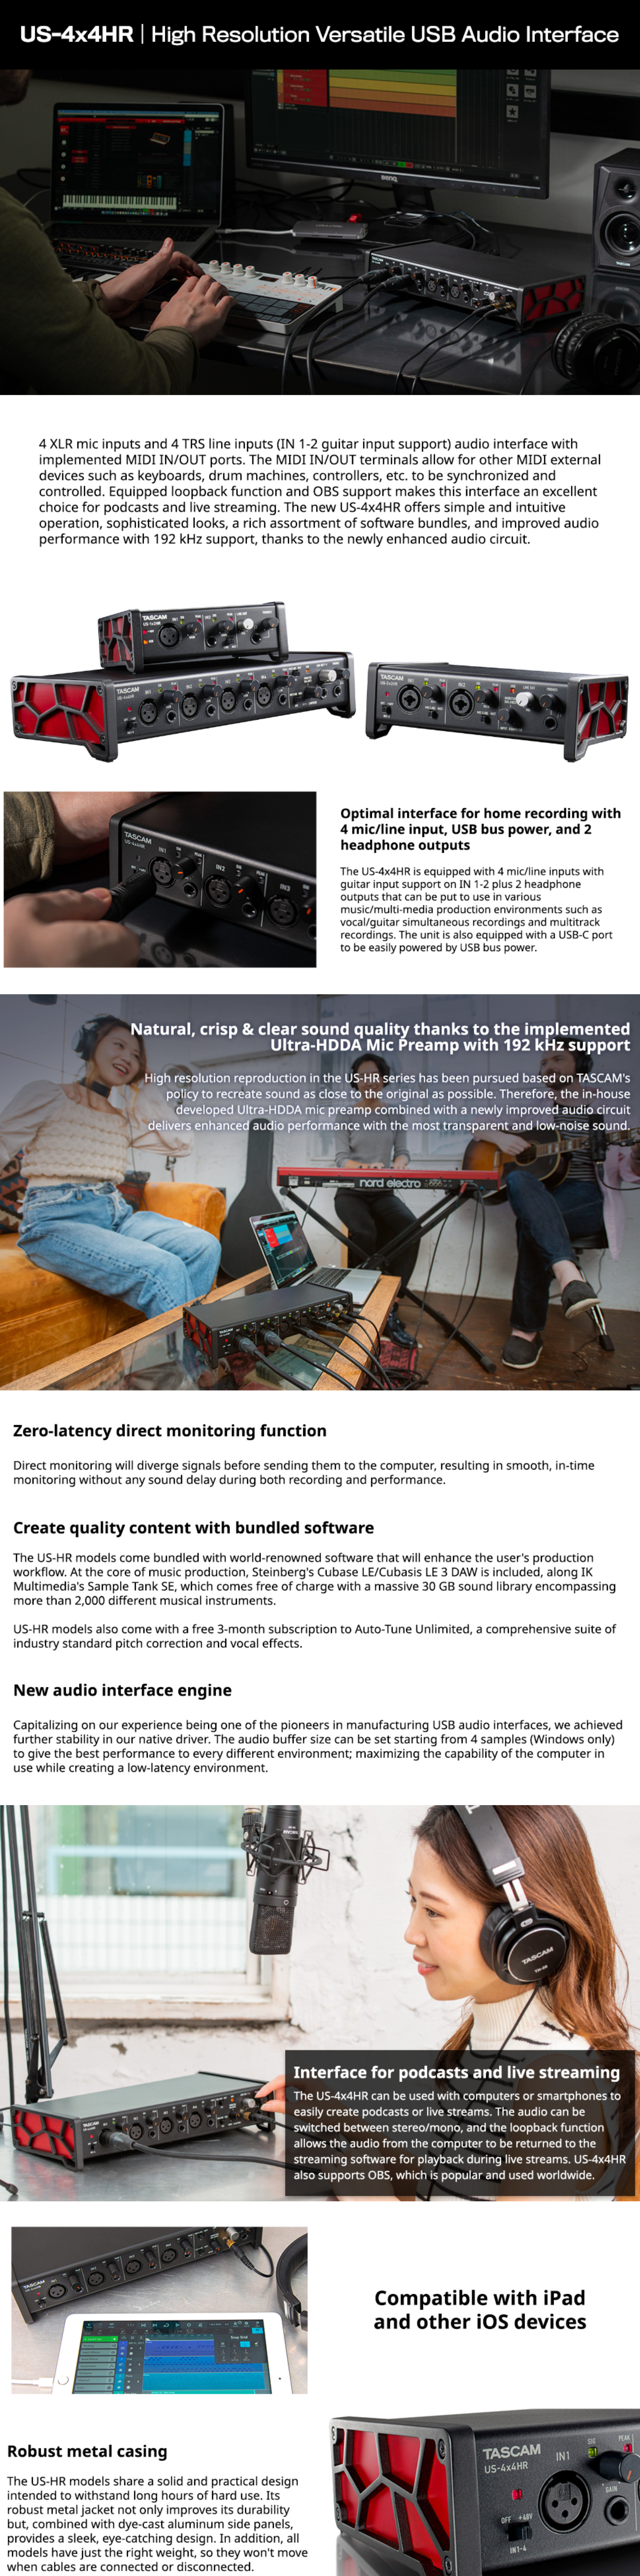 US-4x4HR | High Resolution Versatile USB Audio Interface
BenQ
4 XLR mic inputs and 4 TRS line inputs (IN 1-2 guitar input support) audio interface with
implemented MIDI IN/OUT ports. The MIDI IN/OUT terminals allow for other MIDI external
devices such as keyboards, drum machines, controllers, etc. to be synchronized and
controlled. Equipped loopback function and OBS support makes this interface an excellent
choice for podcasts and live streaming. The new US-4x4HR offers simple and intuitive
operation, sophisticated looks, a rich assortment of software bundles, and improved audio
performance with 192 kHz support, thanks to the newly enhanced audio circuit.
TASCAM
TASCAM
TASCAM
TASCAM
US-4x4HR
IN1
IN2
IN3
Optimal interface for home recording with
4 mic/line input, USB bus power, and 2
headphone outputs
The US-4x4HR is equipped with 4 mic/line inputs with
guitar input support on IN 1-2 plus 2 headphone
outputs that can be put to use in various
music/multi-media production environments such as
vocal/guitar simultaneous recordings and multitrack
recordings. The unit is also equipped with a USB-C port
to be easily powered by USB bus power.
Natural, crisp & clear sound quality thanks to the implemented
Ultra-HDDA Mic Preamp with 192 kHz support
High resolution reproduction in the US-HR series has been pursued based on TASCAM's
policy to recreate sound as close to the original as possible. Therefore, the in-house
developed Ultra-HDDA mic preamp combined with a newly improved audio circuit
delivers enhanced audio performance with the most transparent and low-noise sound.
nord electro
Zero-latency direct monitoring function
Direct monitoring will diverge signals before sending them to the computer, resulting in smooth, in-time
monitoring without any sound delay during both recording and performance.
Create quality content with bundled software
The US-HR models come bundled with world-renowned software that will enhance the user's production
workflow. At the core of music production, Steinberg's Cubase LE/Cubasis LE 3 DAW is included, along IK
Multimedia's Sample Tank SE, which comes free of charge with a massive 30 GB sound library encompassing
more than 2,000 different musical instruments.
US-HR models also come with a free 3-month subscription to Auto-Tune Unlimited, a comprehensive suite of
industry standard pitch correction and vocal effects.
New audio interface engine
Capitalizing on our experience being one of the pioneers in manufacturing USB audio interfaces, we achieved
further stability in our native driver. The audio buffer size can be set starting from 4 samples (Windows only)
to give the best performance to every different environment; maximizing the capability of the computer in
use while creating a low-latency environment.
TASCAM
TASCAM
Interface for podcasts and live streaming
The US-4x4HR can be used with computers or smartphones to
easily create podcasts or live streams. The audio can be
switched between stereo/mono, and the loopback function
allows the audio from the computer to be returned to the
streaming software for playback during live streams. US-4x4HR
also supports OBS, which is popular and used worldwide.
TASCAM
Compatible with iPad
and other iOS devices
Robust metal casing
The US-HR models share a solid and practical design
intended to withstand long hours of hard use. Its
robust metal jacket not only improves its durability
but, combined with dye-cast aluminum side panels,
provides a sleek, eye-catching design. In addition, all
models have just the right weight, so they won't move
when cables are connected or disconnected.
TASCAM
US-4x4HR
IN1
SIG
PEAK
GAIN
OFF +48V
IN1-4